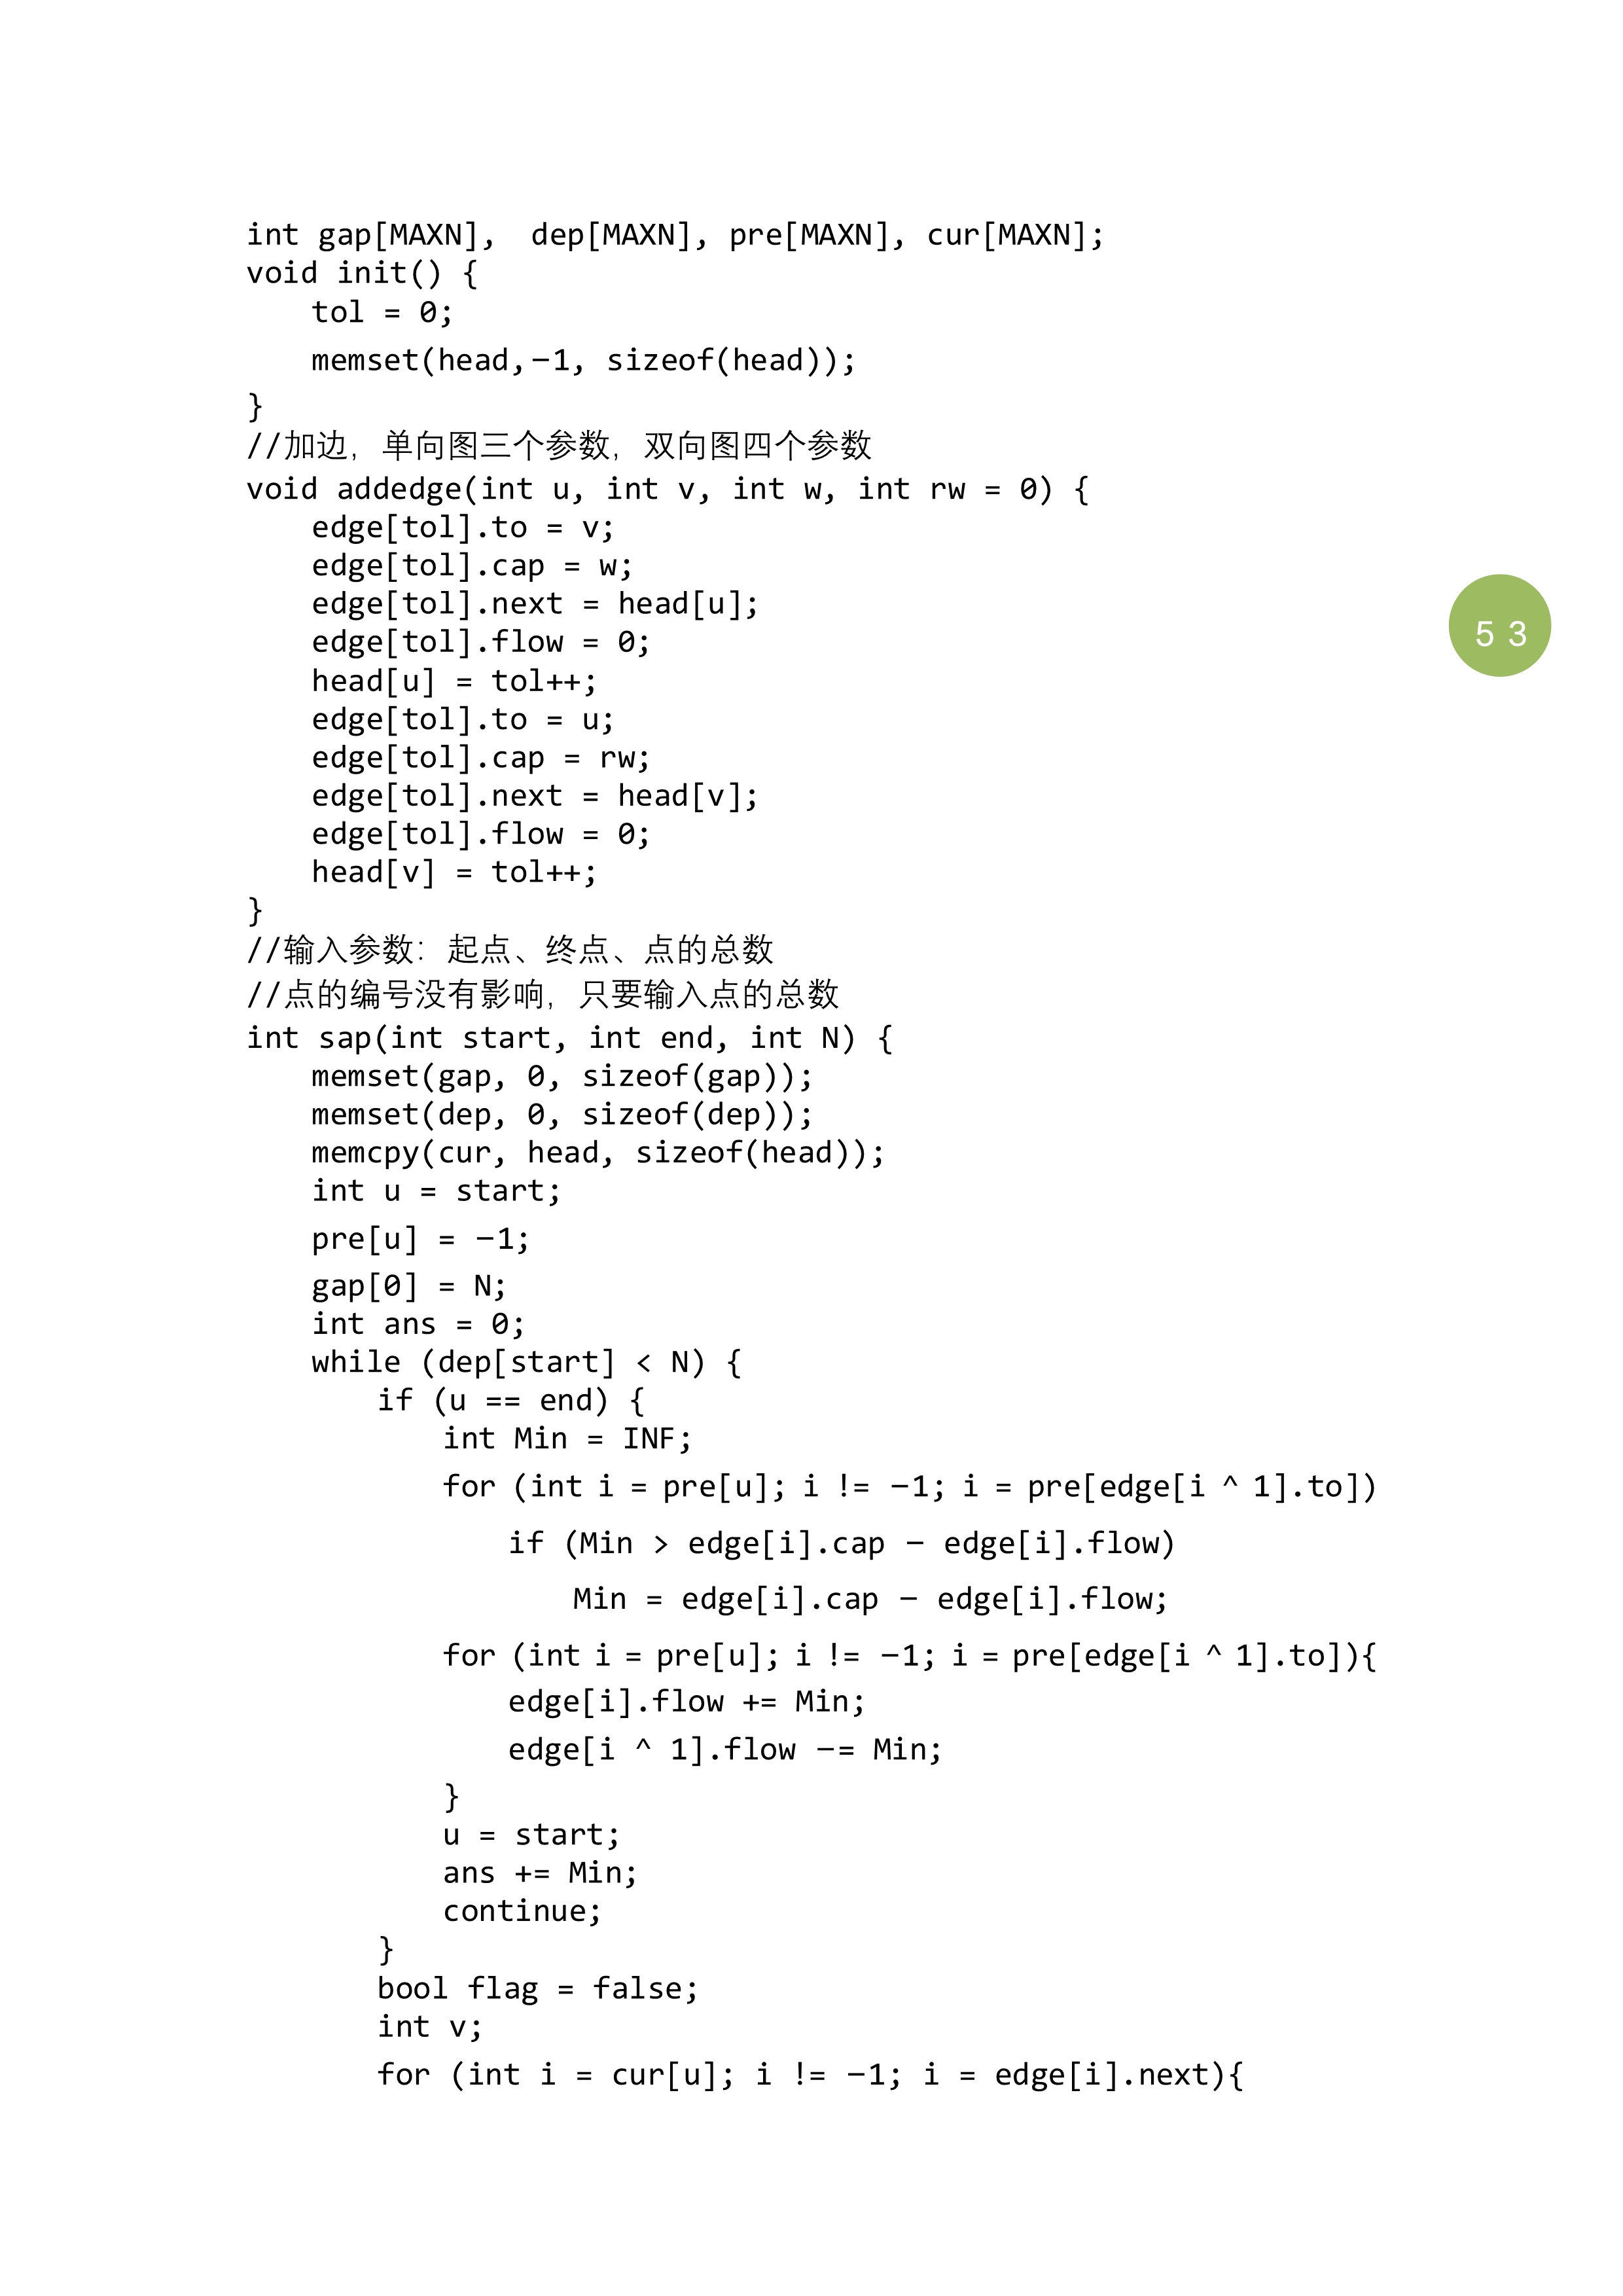 int gap[MAXN],  dep[MAXN], pre[MAXN], cur[MAXN];
void init() {
    tol = 0;
    memset(head,−1, sizeof(head));
}
//加边，单向图三个参数，双向图四个参数
void addedge(int u, int v, int w, int rw = 0) {
    edge[tol].to = v;
    edge[tol].cap = w;
    edge[tol].next = head[u];
    edge[tol].flow = 0;
    head[u] = tol++;
    edge[tol].to = u;
    edge[tol].cap = rw;
    edge[tol].next = head[v];
    edge[tol].flow = 0;
    head[v] = tol++;
}
//输入参数：起点、终点、点的总数
//点的编号没有影响，只要输入点的总数
int sap(int start, int end, int N) {
    memset(gap, 0, sizeof(gap));
    memset(dep, 0, sizeof(dep));
    memcpy(cur, head, sizeof(head));
    int u = start;
    pre[u] = −1;
    gap[0] = N;
    int ans = 0;
    while (dep[start] < N) {
        if (u == end) {
            int Min = INF;
            for (int i = pre[u]; i != −1; i = pre[edge[i ^ 1].to])
                if (Min > edge[i].cap − edge[i].flow)
                    Min = edge[i].cap − edge[i].flow;
            for (int i = pre[u]; i != −1; i = pre[edge[i ^ 1].to]){
                edge[i].flow += Min;
                edge[i ^ 1].flow −= Min;
            }
            u = start;
            ans += Min;
            continue;
        }
        bool flag = false;
        int v;
        for (int i = cur[u]; i != −1; i = edge[i].next){
53